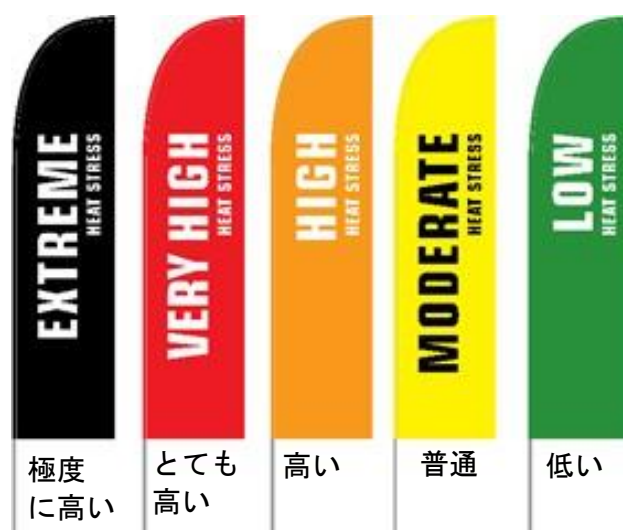 EXTREME
HEAT STRESS
VERY HIGH
HEAT STRESS
HIGH
HEAT STRESS
MODERATE
HEAT STRESS
LOW
HEAT STRESS
極度
に高い
とても
高い
高い
普通
低い